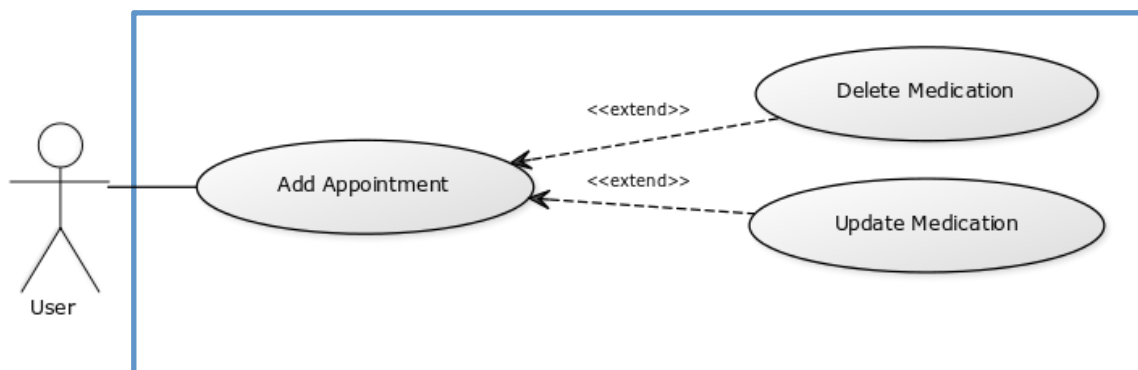 Delete Medication
<<extend>>
Add Appointment
<<extend>>
Update Medication
User